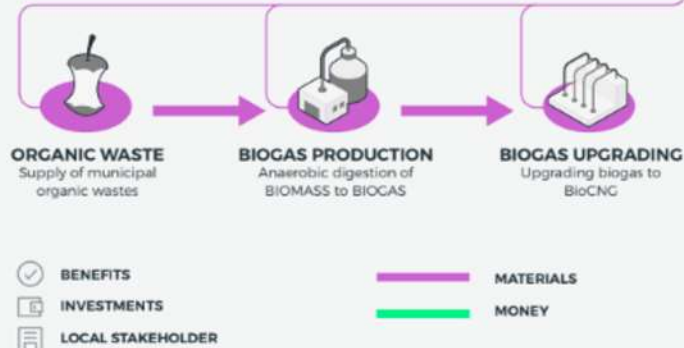 ORGANIC WASTE
Supply of municipal
organic wastes
BIOGAS PRODUCTION
Anaerobic digestion of
BIOMASS to BIOGAS
BIOGAS UPGRADING
Upgrading biogas to
BioCNG
BENEFITS
INVESTMENTS
LOCAL STAKEHOLDER
MATERIALS
MONEY